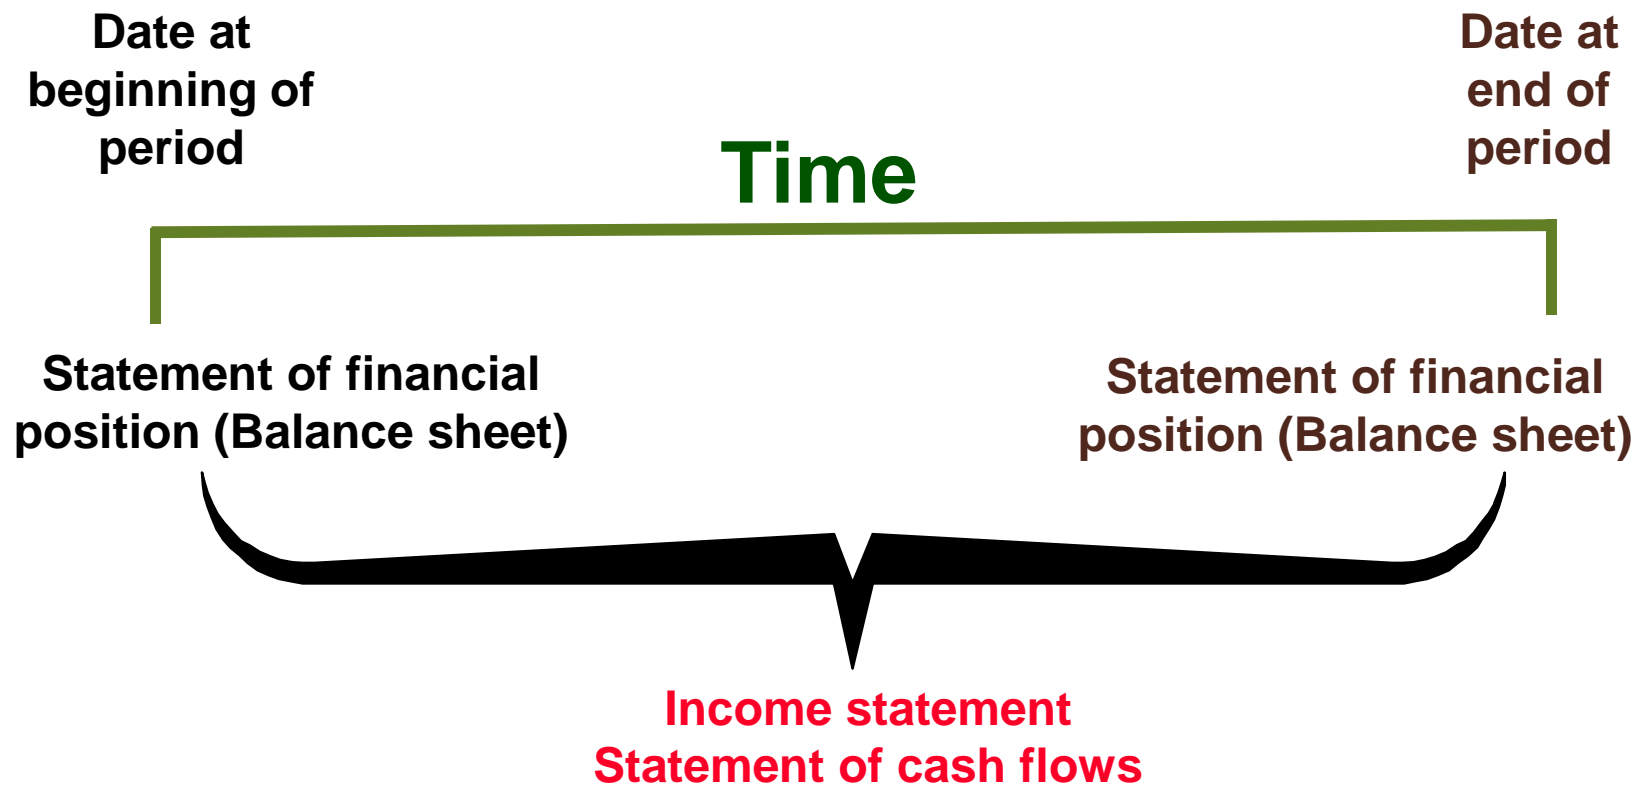 Date at
beginning of
period
Date at
end of
period
Time
Statement of financial
position (Balance sheet)
Statement of financial
position (Balance sheet)
Income statement
Statement of cash flows